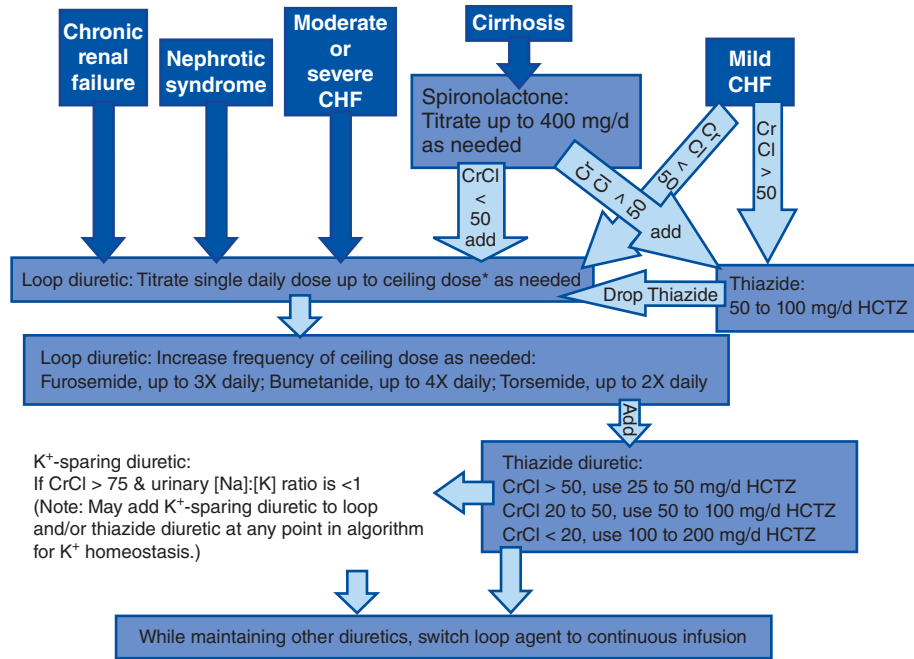 Chronic
renal
failure
Nephrotic
syndrome
Moderate
or
severe
CHF
Cirrhosis
Mild
CHF
Spironolactone:
Titrate up to 400 mg/d
as needed
CrCl
<
50
add
Cr
Cl > 50
add
Cr
Cl < 50
Cr
Cl >
50
Loop diuretic: Titrate single daily dose up to ceiling dose* as needed
Drop Thiazide
Thiazide:
50 to 100 mg/d HCTZ
Loop diuretic: Increase frequency of ceiling dose as needed:
Furosemide, up to 3X daily; Bumetanide, up to 4X daily; Torsemide, up to 2X daily
Add
K⁺-sparing diuretic:
If CrCl > 75 & urinary [Na]:[K] ratio is <1
(Note: May add K⁺-sparing diuretic to loop
and/or thiazide diuretic at any point in algorithm
for K⁺ homeostasis.)
Thiazide diuretic:
CrCl > 50, use 25 to 50 mg/d HCTZ
CrCl 20 to 50, use 50 to 100 mg/d HCTZ
CrCl < 20, use 100 to 200 mg/d HCTZ
While maintaining other diuretics, switch loop agent to continuous infusion